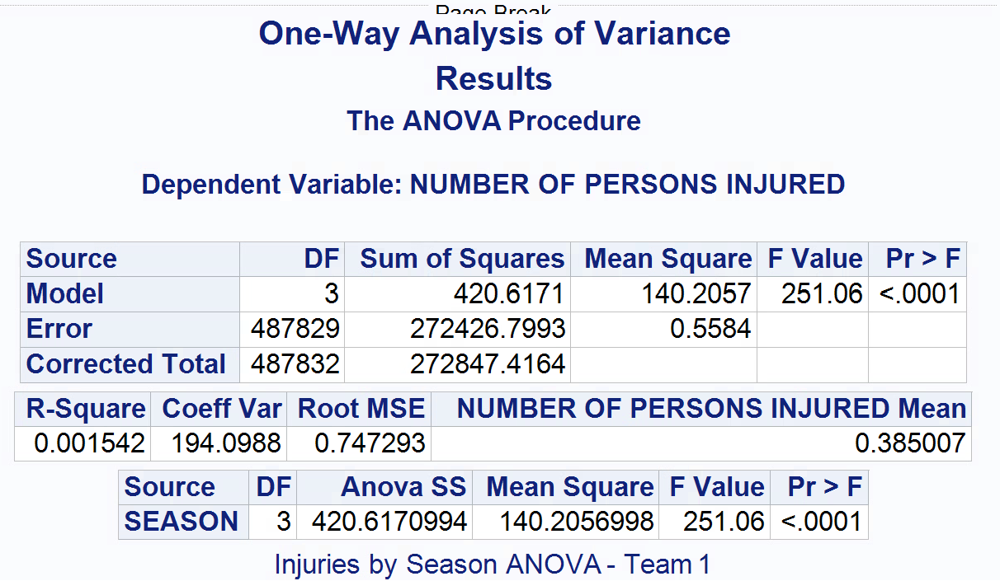 Page Break
One-Way Analysis of Variance
Results
The ANOVA Procedure
Dependent Variable: NUMBER OF PERSONS INJURED
Source DF Sum of Squares Mean Square F Value Pr > F
Model 3 420.6171 140.2057 251.06 <.0001
Error 487829 272426.7993 0.5584
Corrected Total 487832 272847.4164
R-Square Coeff Var Root MSE NUMBER OF PERSONS INJURED Mean
0.001542 194.0988 0.747293 0.385007
Source DF Anova SS Mean Square F Value Pr > F
SEASON 3 420.6170994 140.2056998 251.06 <.0001
Injuries by Season ANOVA - Team 1